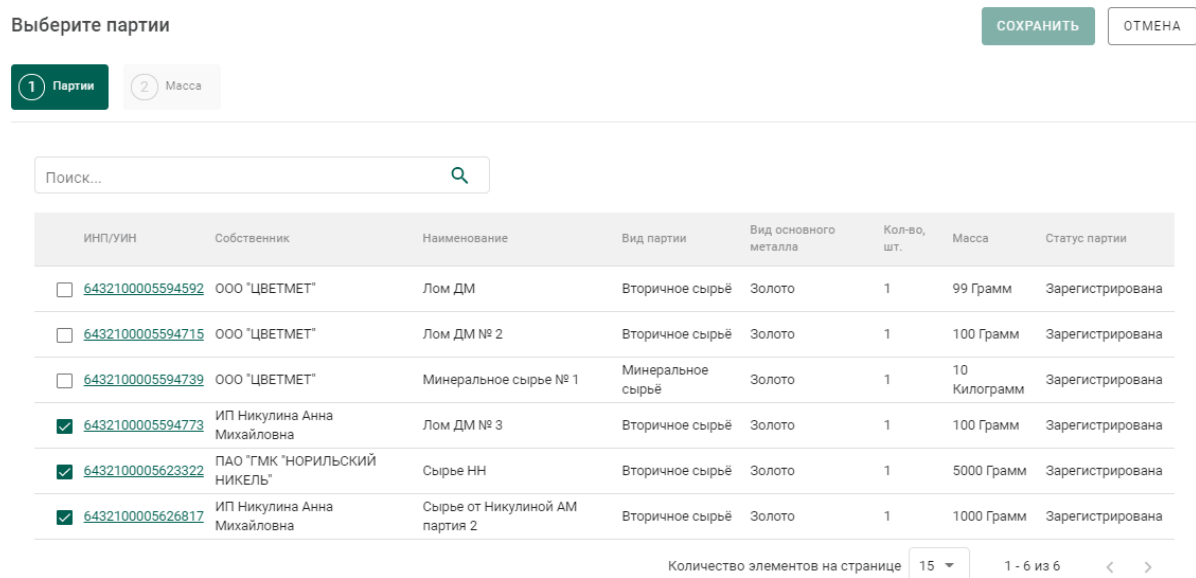 Выберите партии
СОХРАНИТЬ
ОТМЕНА
1 Партии
2 Масса
Поиск...
ИНП/УИН Собственник Наименование Вид партии Вид основного металла Кол-во, шт. Масса Статус партии
6432100005594592 ООО "ЦВЕТМЕТ" Лом ДМ Вторичное сырьё Золото 1 99 Грамм Зарегистрирована
6432100005594715 ООО "ЦВЕТМЕТ" Лом ДМ № 2 Вторичное сырьё Золото 1 100 Грамм Зарегистрирована
6432100005594739 ООО "ЦВЕТМЕТ" Минеральное сырье № 1 Минеральное сырьё Золото 1 10 Килограмм Зарегистрирована
6432100005594773 ИП Никулина Анна Михайловна Лом ДМ № 3 Вторичное сырьё Золото 1 100 Грамм Зарегистрирована
6432100005623322 ПАО "ГМК "НОРИЛЬСКИЙ НИКЕЛЬ" Сырье НН Вторичное сырьё Золото 1 5000 Грамм Зарегистрирована
6432100005626817 ИП Никулина Анна Михайловна Сырье от Никулиной АМ партия 2 Вторичное сырьё Золото 1 1000 Грамм Зарегистрирована
Количество элементов на странице 15 1 - 6 из 6